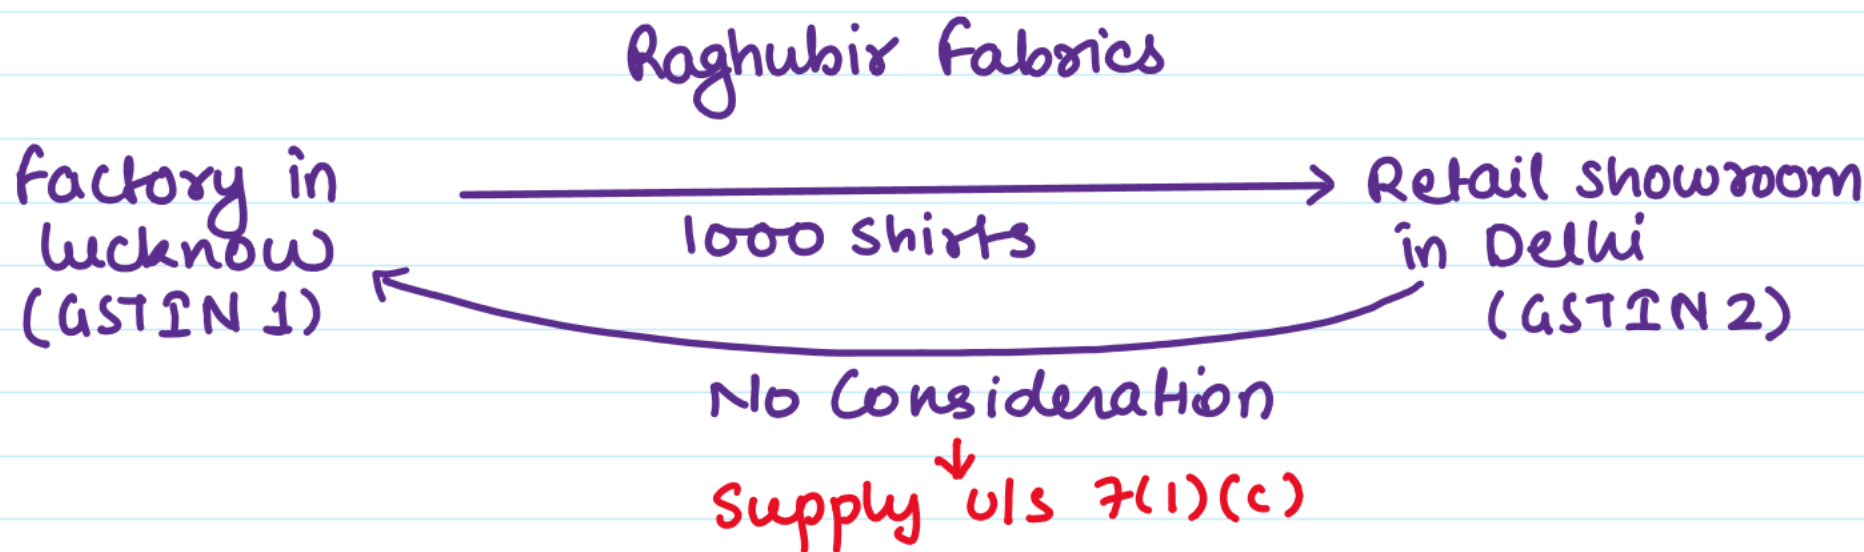 Raghubir Fabrics
Factory in
Lucknow
(GSTIN 1)
1000 Shirts
Retail Showroom
in Delhi
(GSTIN 2)
No Consideration
Supply u/s 7(1)(c)